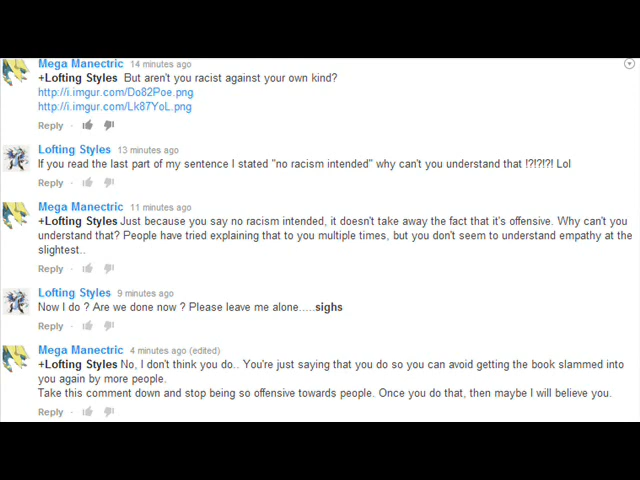 Mega Manectric 14 minutes ago
+Lofting Styles But aren't you racist against your own kind?
http://i.imgur.com/Do82Poe.png
http://i.imgur.com/Lk87YoL.png
Reply ·
Lofting Styles 13 minutes ago
If you read the last part of my sentence I stated "no racism intended" why can't you understand that !?!?!?! Lol
Reply ·
Mega Manectric 11 minutes ago
+Lofting Styles Just because you say no racism intended, it doesn't take away the fact that it's offensive. Why can't you
understand that? People have tried explaining that to you multiple times, but you don't seem to understand empathy at the
slightest..
Reply ·
Lofting Styles 9 minutes ago
Now I do ? Are we done now ? Please leave me alone.....sighs
Reply ·
Mega Manectric 4 minutes ago (edited)
+Lofting Styles No, I don't think you do.. You're just saying that you do so you can avoid getting the book slammed into
you again by more people.
Take this comment down and stop being so offensive towards people. Once you do that, then maybe I will believe you.
Reply ·